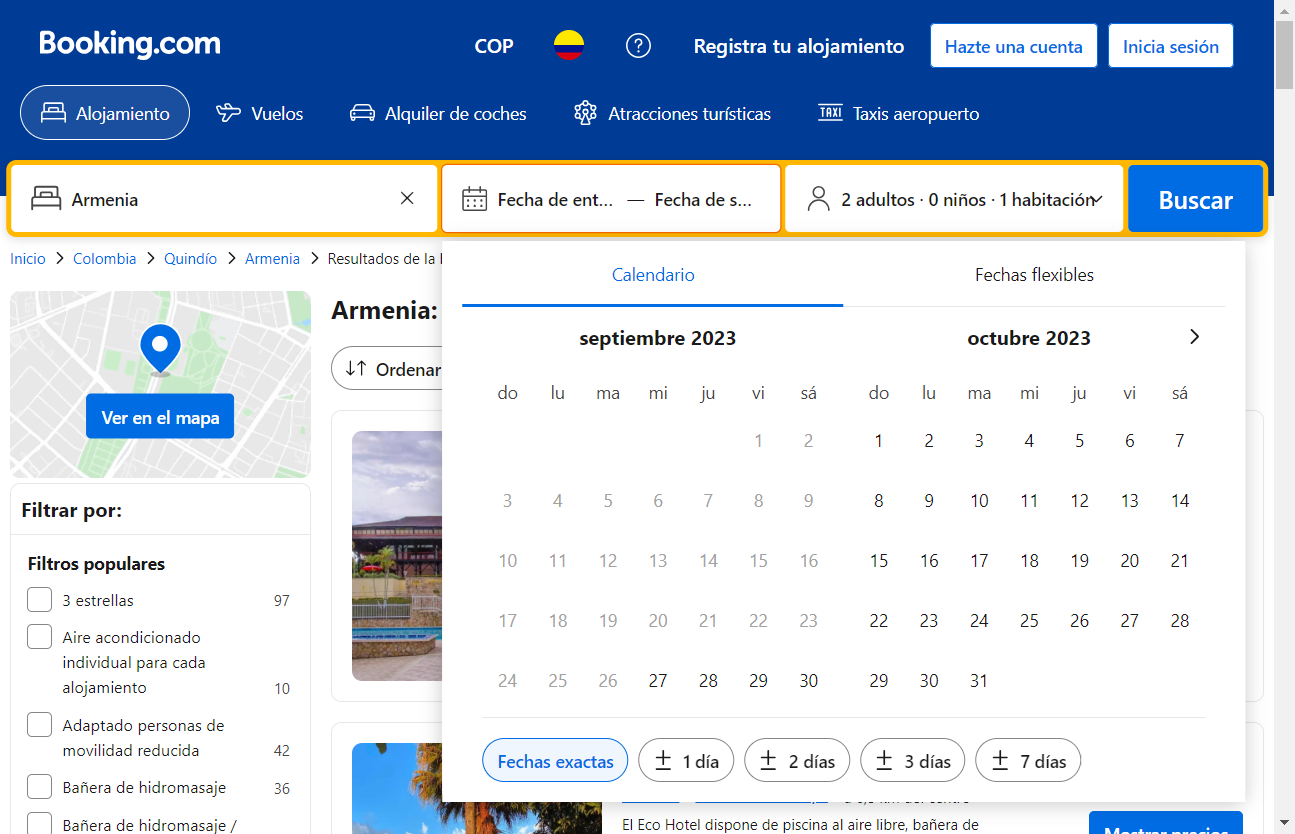 Booking.com
COP
Registra tu alojamiento
Hazte una cuenta
Inicia sesión
Alojamiento
Vuelos
Alquiler de coches
Atracciones turísticas
TAXI
Taxis aeropuerto
Armenia
Fecha de ent... — Fecha de s...
2 adultos · 0 niños · 1 habitación
Buscar
Inicio > Colombia > Quindío > Armenia > Resultados de la
Ver en el mapa
Filtrar por:
Filtros populares
3 estrellas 97
Aire acondicionado
individual para cada
alojamiento 10
Adaptado personas de
movilidad reducida 42
Bañera de hidromasaje 36
Bañera de hidromasaje /
Armenia:
Ordenar
Calendario
Fechas flexibles
septiembre 2023
do lu ma mi ju vi sá
1 2
3 4 5 6 7 8 9
10 11 12 13 14 15 16
17 18 19 20 21 22 23
24 25 26 27 28 29 30
octubre 2023
do lu ma mi ju vi sá
1 2 3 4 5 6 7
8 9 10 11 12 13 14
15 16 17 18 19 20 21
22 23 24 25 26 27 28
29 30 31
Fechas exactas
± 1 día
± 2 días
± 3 días
± 7 días
El Eco Hotel dispone de piscina al aire libre, bañera de
Mostrar precios